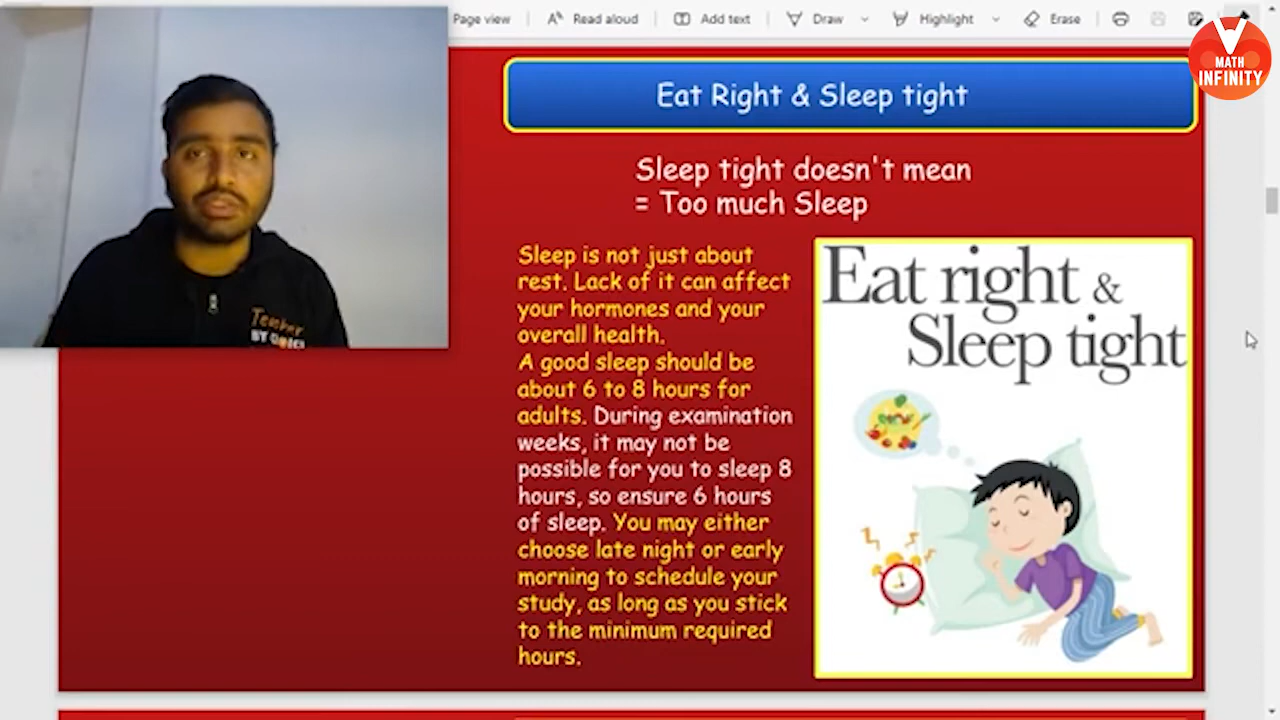 Page view
Read aloud
Add text
Draw
Highlight
Erase
MATH
INFINITY
Eat Right & Sleep tight
Sleep tight doesn't mean
= Too much Sleep
Sleep is not just about
rest. Lack of it can affect
your hormones and your
overall health.
A good sleep should be
about 6 to 8 hours for
adults. During examination
weeks, it may not be
possible for you to sleep 8
hours, so ensure 6 hours
of sleep. You may either
choose late night or early
morning to schedule your
study, as long as you stick
to the minimum required
hours.
Eat right &
Sleep tight
Teacher
BY